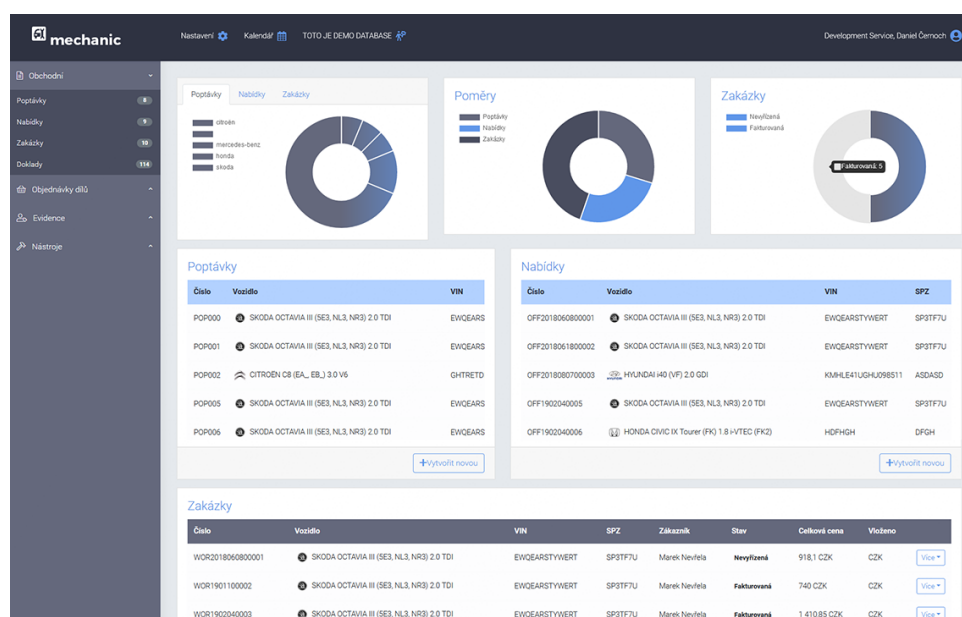 mechanic
Nastavení Kalendář TOTO JE DEMO DATABASE Development Service, Daniel Černoch
Obchodní
Poptávky 8
Nabídky 9
Zakázky 10
Doklady 114
Objednávky dílů
Evidence
Nástroje
Poptávky Nabídky Zakázky
citroën
mercedes-benz
honda
skoda
Poměry
Poptávky
Nabídky
Zakázky
Zakázky
Nevyřízená
Fakturovaná
Fakturovaná: 5
Poptávky
Číslo Vozidlo VIN
POP000 SKODA OCTAVIA III (5E3, NL3, NR3) 2.0 TDI EWQEARS
POP001 SKODA OCTAVIA III (5E3, NL3, NR3) 2.0 TDI EWQEARS
POP002 CITROËN C8 (EA_, EB_) 3.0 V6 GHTRETD
POP005 SKODA OCTAVIA III (5E3, NL3, NR3) 2.0 TDI EWQEARS
POP006 SKODA OCTAVIA III (5E3, NL3, NR3) 2.0 TDI EWQEARS
+Vytvořit novou
Nabídky
Číslo Vozidlo VIN SPZ
OFF2018060800001 SKODA OCTAVIA III (5E3, NL3, NR3) 2.0 TDI EWQEARSTYWERT SP3TF7U
OFF2018061800002 SKODA OCTAVIA III (5E3, NL3, NR3) 2.0 TDI EWQEARSTYWERT SP3TF7U
OFF2018080700003 HYUNDAI i40 (VF) 2.0 GDI KMHLE41UGHU098511 ASDASD
OFF1902040005 SKODA OCTAVIA III (5E3, NL3, NR3) 2.0 TDI EWQEARSTYWERT SP3TF7U
OFF1902040006 HONDA CIVIC IX Tourer (FK) 1.8 i-VTEC (FK2) HDFHGH DFGH
+Vytvořit novou
Zakázky
Číslo Vozidlo VIN SPZ Zákazník Stav Celková cena Vloženo
WOR2018060800001 SKODA OCTAVIA III (5E3, NL3, NR3) 2.0 TDI EWQEARSTYWERT SP3TF7U Marek Nevřela Nevyřízená 918,1 CZK CZK Více
WOR1901100002 SKODA OCTAVIA III (5E3, NL3, NR3) 2.0 TDI EWQEARSTYWERT SP3TF7U Marek Nevřela Fakturovaná 740 CZK CZK Více
WOR1902040003 SKODA OCTAVIA III (5E3, NL3, NR3) 2.0 TDI EWQEARSTYWERT SP3TF7U Marek Nevřela Fakturovaná 1 410,85 CZK CZK Více